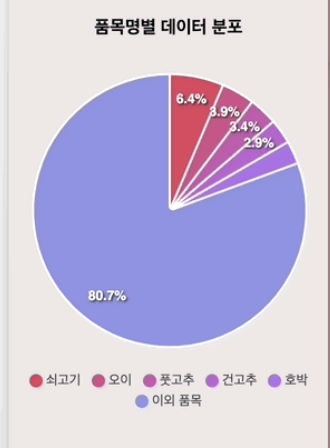 품목명별 데이터 분포
6.4%
3.9%
3.4%
2.9%
80.7%
쇠고기 오이 풋고추 건고추 호박
이외 품목